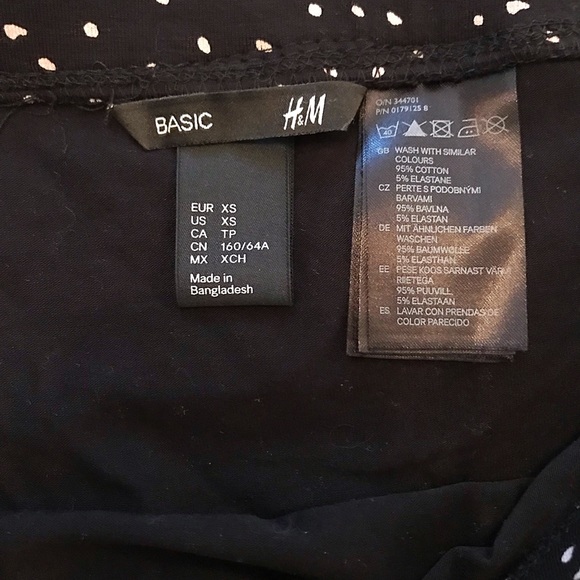 BASIC H&M
EUR XS
US XS
CA TP
CN 160/64A
MX XCH
Made in
Bangladesh
O/N 344701
P/N 0179125 8
40
GB WASH WITH SIMILAR
COLOURS
95% COTTON
5% ELASTANE
CZ PERTE S PODOBNÝMI
BARVAMI
95% BAVLNA
5% ELASTAN
DE MIT ÄHNLICHEN FARBEN
WASCHEN
95% BAUMWOLLE
5% ELASTHAN
EE PESE KOOS SARNAST VÄRVI
RIIETEGA
95% PUUVILL
5% ELASTAAN
ES LAVAR CON PRENDAS DE
COLOR PARECIDO